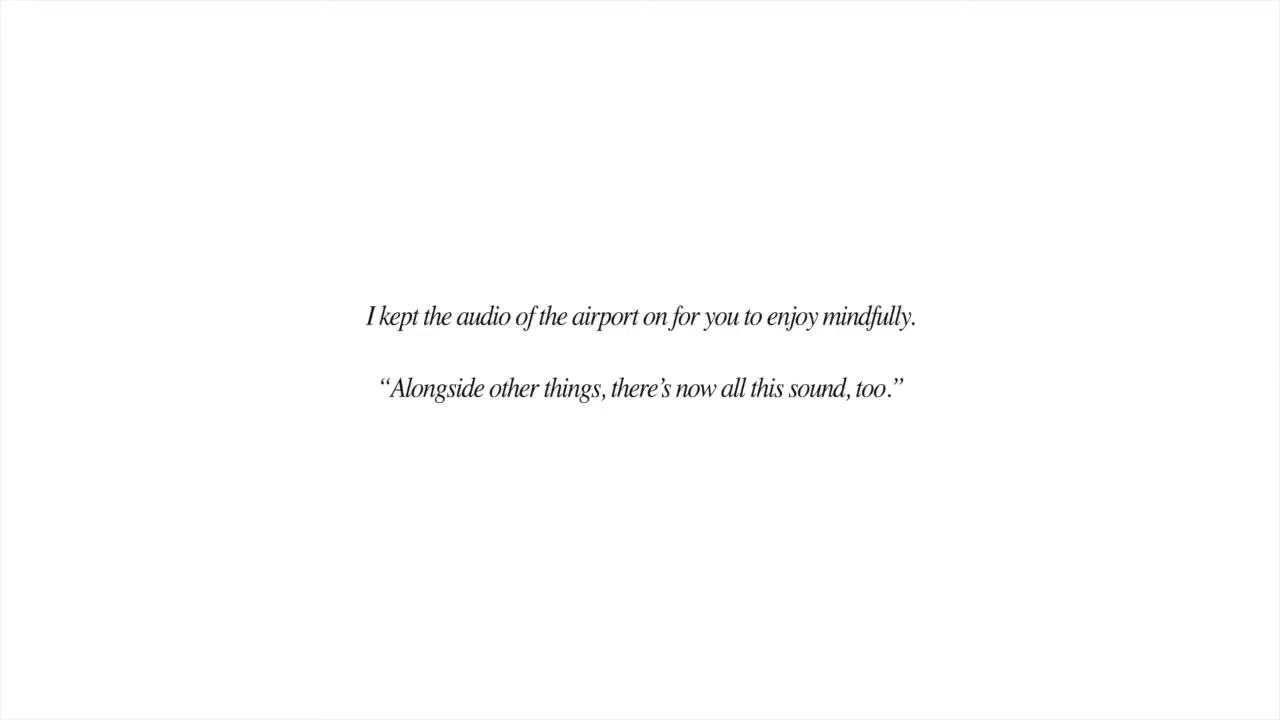 I kept the audio of the airport on for you to enjoy mindfully.
“Alongside other things, there’s now all this sound, too.”